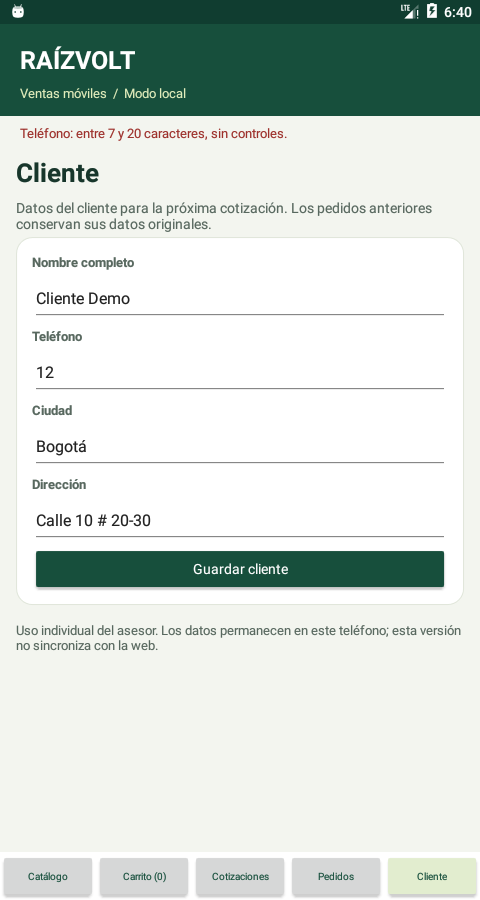 LTE 6:40
RAÍZVOLT
Ventas móviles / Modo local
Teléfono: entre 7 y 20 caracteres, sin controles.
Cliente
Datos del cliente para la próxima cotización. Los pedidos anteriores
conservan sus datos originales.
Nombre completo
Cliente Demo
Teléfono
12
Ciudad
Bogotá
Dirección
Calle 10 # 20-30
Guardar cliente
Uso individual del asesor. Los datos permanecen en este teléfono; esta versión
no sincroniza con la web.
Catálogo Carrito (0) Cotizaciones Pedidos Cliente